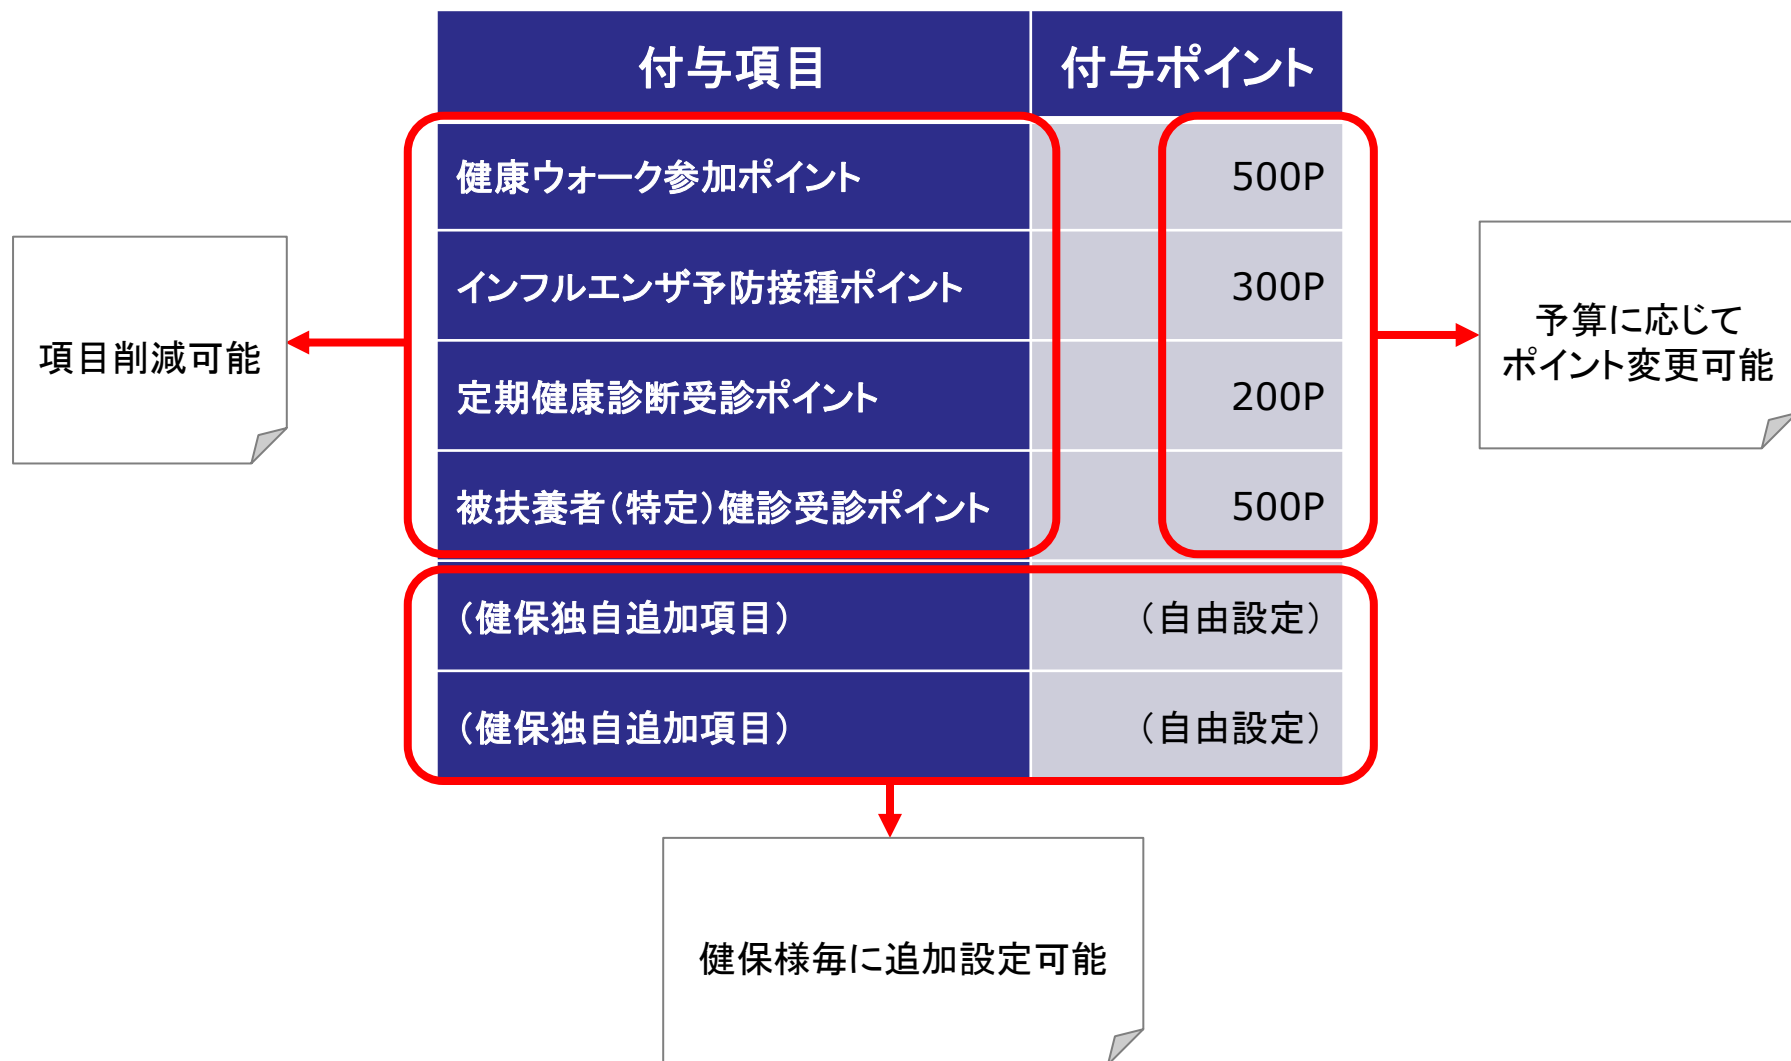 付与項目 付与ポイント
健康ウォーク参加ポイント 500P
インフルエンザ予防接種ポイント 300P
定期健康診断受診ポイント 200P
被扶養者(特定)健診受診ポイント 500P
(健保独自追加項目) (自由設定)
(健保独自追加項目) (自由設定)
項目削減可能
予算に応じて
ポイント変更可能
健保様毎に追加設定可能